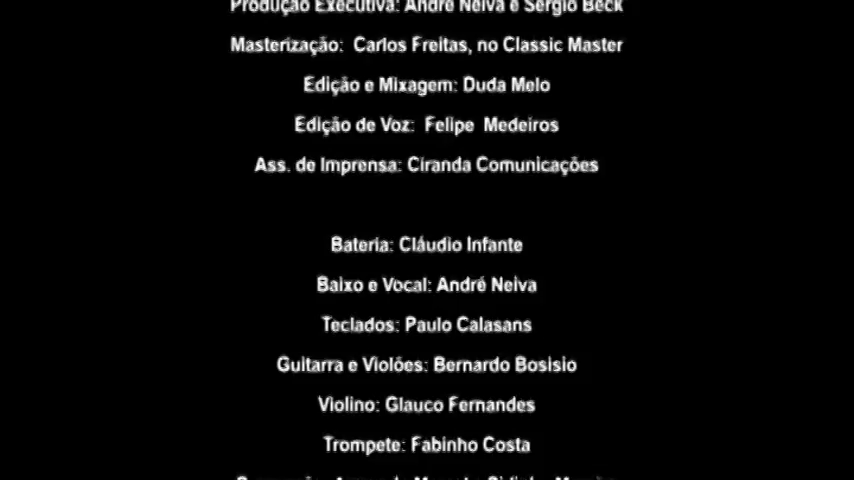 Produção Executiva: André Neiva e Sérgio Beck
Masterização: Carlos Freitas, no Classic Master
Edição e Mixagem: Duda Melo
Edição de Voz: Felipe Medeiros
Ass. de Imprensa: Ciranda Comunicações
Bateria: Cláudio Infante
Baixo e Vocal: André Neiva
Teclados: Paulo Calasans
Guitarra e Violões: Bernardo Bosisio
Violino: Glauco Fernandes
Trompete: Fabinho Costa